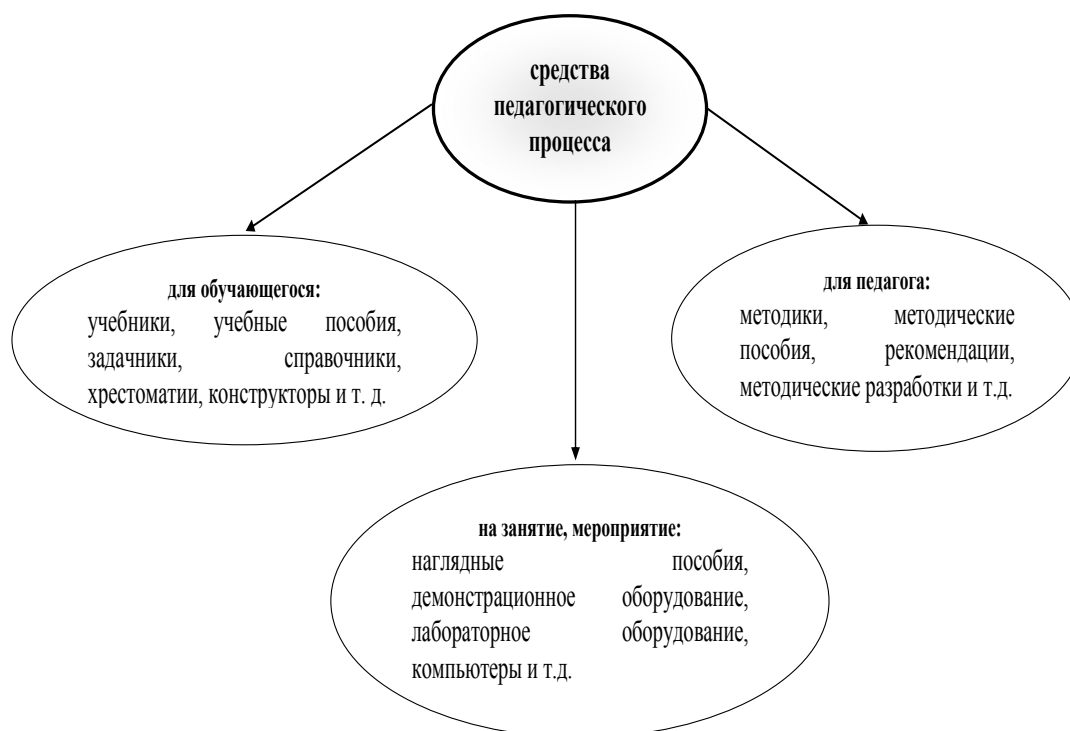 средства
педагогического
процесса
для обучающегося:
учебники, учебные пособия,
задачники, справочники,
хрестоматии, конструкторы и т. д.
для педагога:
методики, методические
пособия, рекомендации,
методические разработки и т.д.
на занятие, мероприятие:
наглядные пособия,
демонстрационное оборудование,
лабораторное оборудование,
компьютеры и т.д.